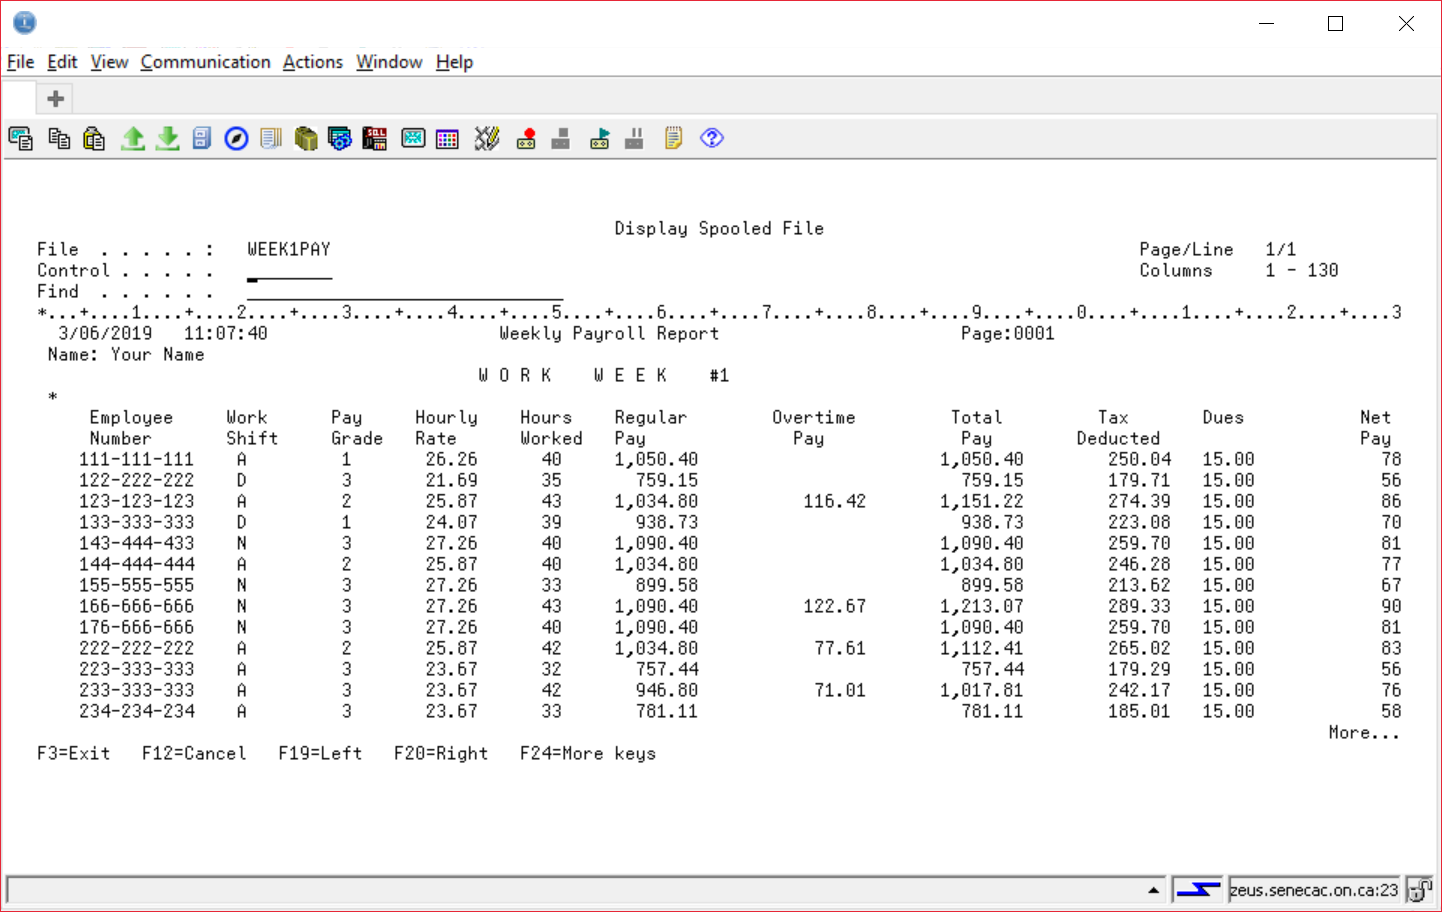 File Edit View Communication Actions Window Help
Display Spooled File
File . . . . . : WEEK1PAY Page/Line 1/1
Control . . . . . Columns 1 - 130
Find . . . . . .
*...+....1....+....2....+....3....+....4....+....5....+....6....+....7....+....8....+....9....+....0....+....1....+....2....+....3
3/06/2019 11:07:40 Weekly Payroll Report Page:0001
Name: Your Name
W O R K W E E K #1
*
Employee Work Pay Hourly Hours Regular Overtime Total Tax Dues Net
Number Shift Grade Rate Worked Pay Pay Pay Deducted Pay
111-111-111 A 1 26.26 40 1,050.40 1,050.40 250.04 15.00 78
122-222-222 D 3 21.69 35 759.15 759.15 179.71 15.00 56
123-123-123 A 2 25.87 43 1,034.80 116.42 1,151.22 274.39 15.00 86
133-333-333 D 1 24.07 39 938.73 938.73 223.08 15.00 70
143-444-433 N 3 27.26 40 1,090.40 1,090.40 259.70 15.00 81
144-444-444 A 2 25.87 40 1,034.80 1,034.80 246.28 15.00 77
155-555-555 N 3 27.26 33 899.58 899.58 213.62 15.00 67
166-666-666 N 3 27.26 43 1,090.40 122.67 1,213.07 289.33 15.00 90
176-666-666 N 3 27.26 40 1,090.40 1,090.40 259.70 15.00 81
222-222-222 A 2 25.87 42 1,034.80 77.61 1,112.41 265.02 15.00 83
223-333-333 A 3 23.67 32 757.44 757.44 179.29 15.00 56
233-333-333 A 3 23.67 42 946.80 71.01 1,017.81 242.17 15.00 76
234-234-234 A 3 23.67 33 781.11 781.11 185.01 15.00 58
More...
F3=Exit F12=Cancel F19=Left F20=Right F24=More keys
zeus.senecac.on.ca:23